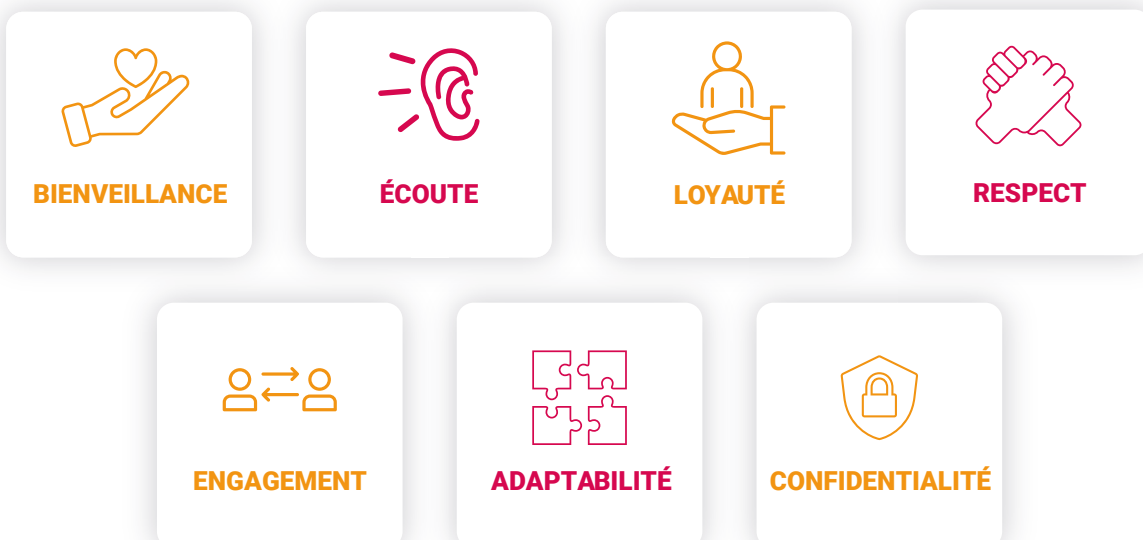 BIENVEILLANCE
ÉCOUTE
LOYAUTÉ
RESPECT
ENGAGEMENT
ADAPTABILITÉ
CONFIDENTIALITÉ